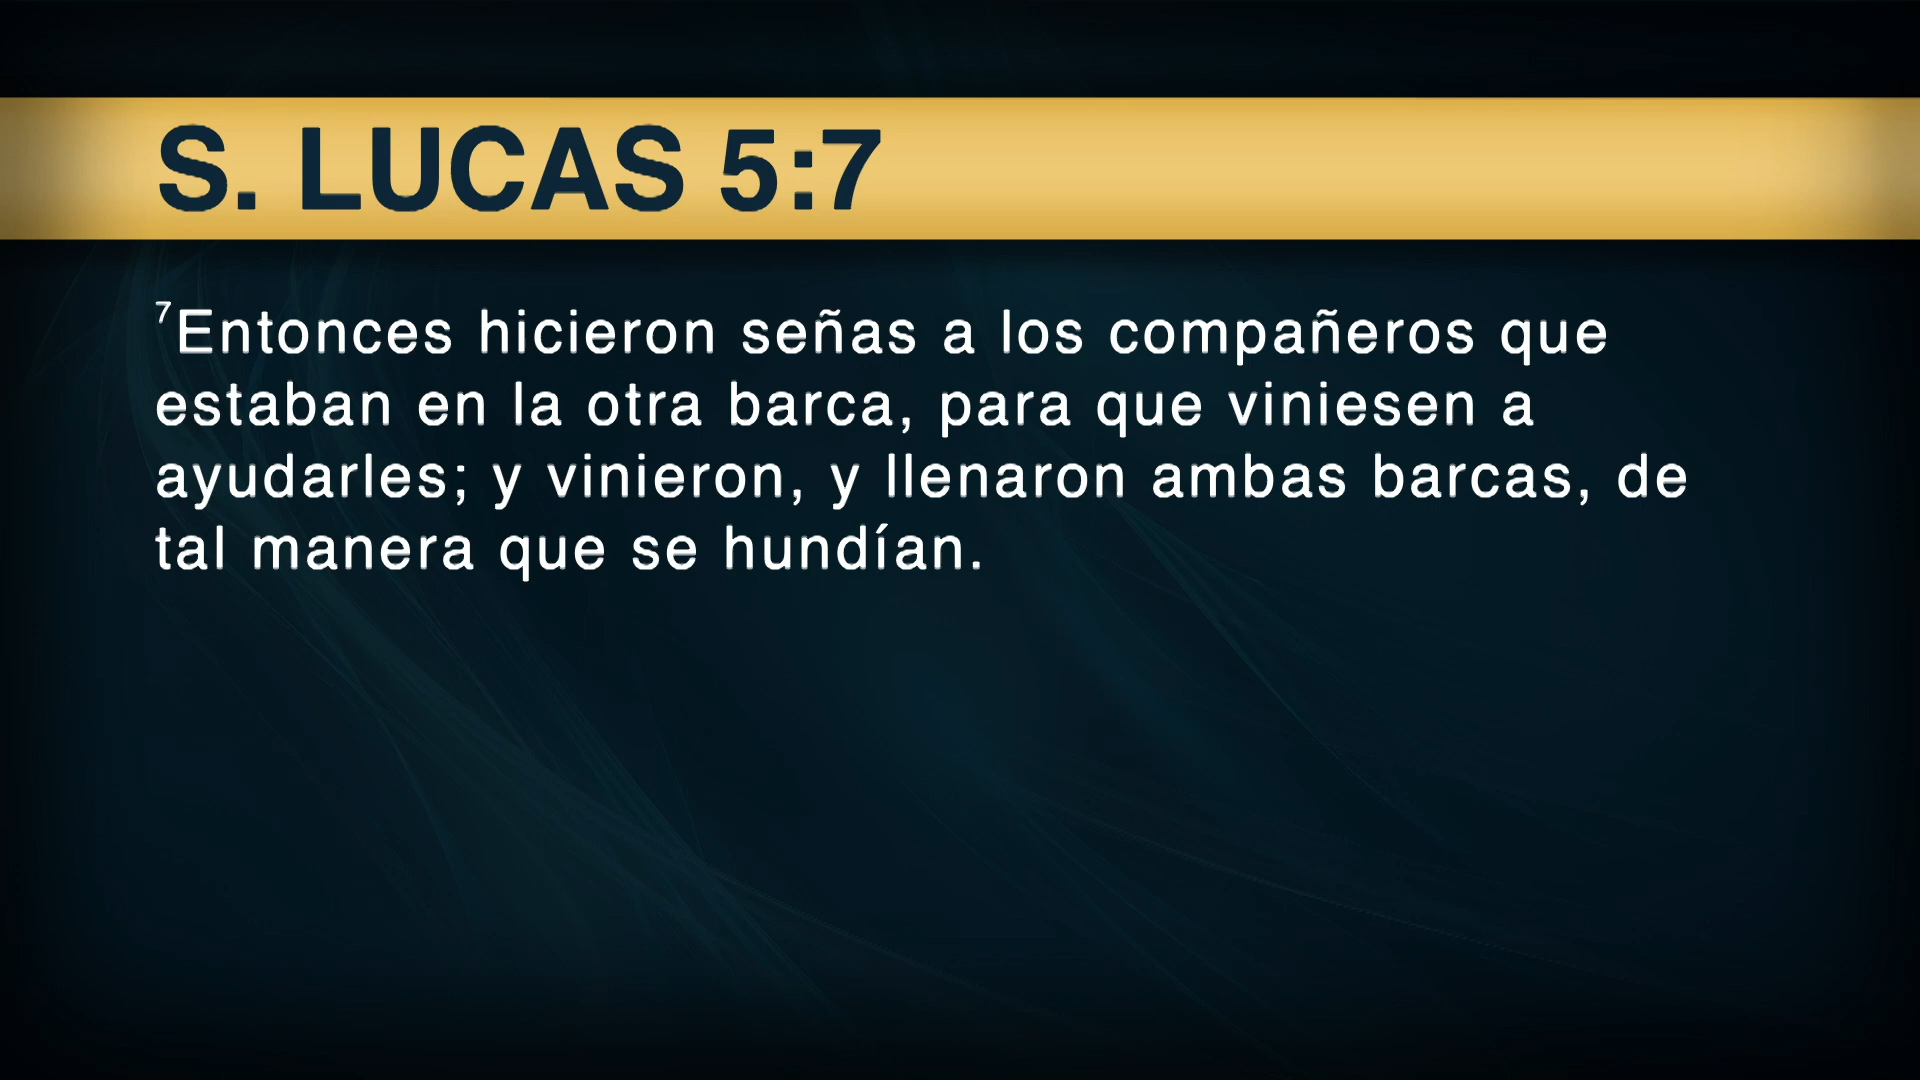 S. LUCAS 5:7
⁷Entonces hicieron señas a los compañeros que
estaban en la otra barca, para que viniesen a
ayudarles; y vinieron, y llenaron ambas barcas, de
tal manera que se hundían.